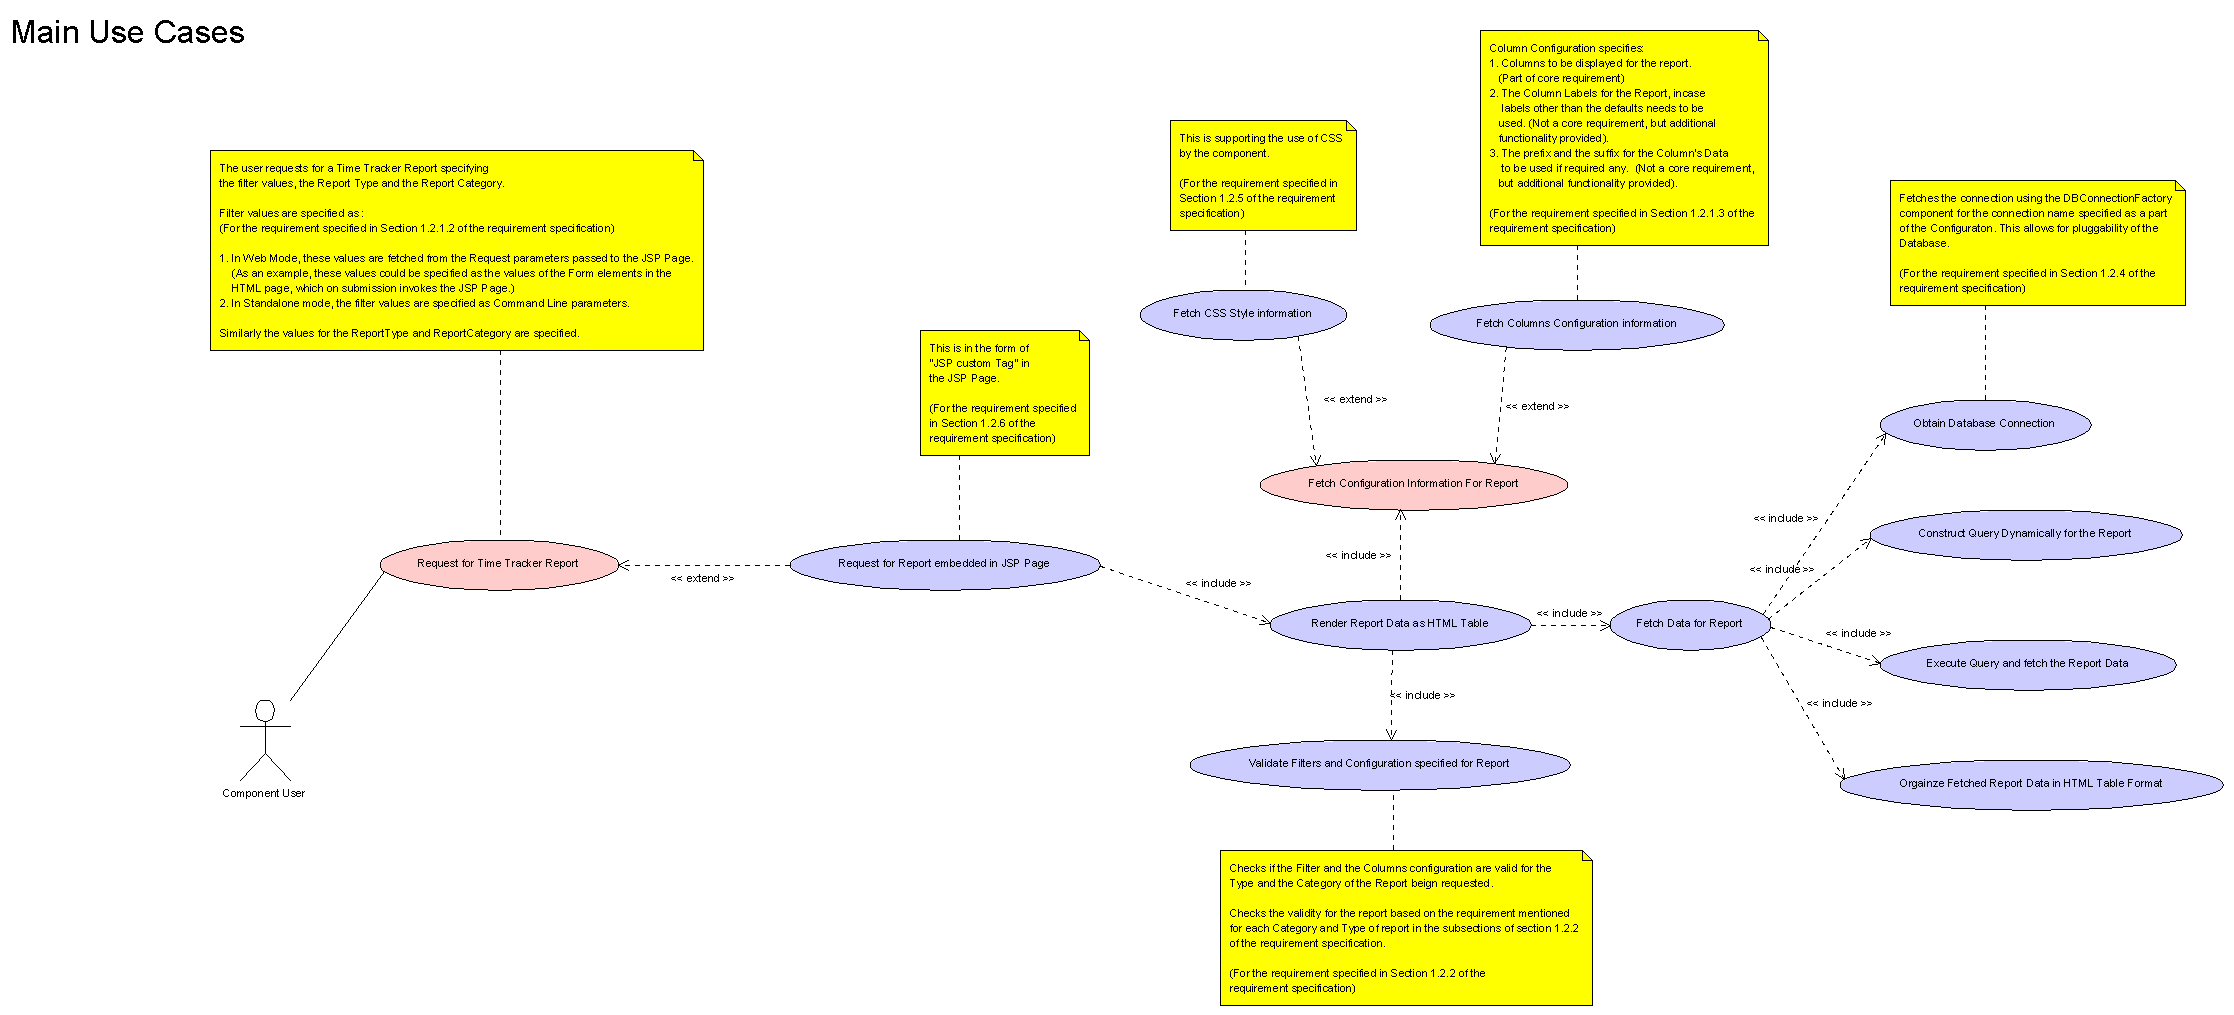 Main Use Cases
The user requests for a Time Tracker Report specifying
the filter values, the Report Type and the Report Category.
Filter values are specified as :
(For the requirement specified in Section 1.2.1.2 of the requirement specification)
1. In Web Mode, these values are fetched from the Request parameters passed to the JSP Page.
(As an example, these values could be specified as the values of the Form elements in the
HTML page, which on submission invokes the JSP Page.)
2. In Standalone mode, the filter values are specified as Command Line parameters.
Similarly the values for the ReportType and ReportCategory are specified.
This is in the form of
"JSP custom Tag" in
the JSP Page.
(For the requirement specified
in Section 1.2.6 of the
requirement specification)
This is supporting the use of CSS
by the component.
(For the requirement specified in
Section 1.2.5 of the requirement
specification)
Column Configuration specifies:
1. Columns to be displayed for the report.
(Part of core requirement)
2. The Column Labels for the Report, incase
labels other than the defaults needs to be
used. (Not a core requirement, but additional
functionality provided).
3. The prefix and the suffix for the Column's Data
to be used if required any. (Not a core requirement,
but additional functionality provided).
(For the requirement specified in Section 1.2.1.3 of the
requirement specification)
Fetches the connection using the DBConnectionFactory
component for the connection name specified as a part
of the Configuraton. This allows for pluggability of the
Database.
(For the requirement specified in Section 1.2.4 of the
requirement specification)
Fetch CSS Style information
Fetch Columns Configuration information
<< extend >>
<< extend >>
Obtain Database Connection
Fetch Configuration Information For Report
<< include >>
Construct Query Dynamically for the Report
<< include >>
Request for Time Tracker Report
<< extend >>
Request for Report embedded in JSP Page
<< include >>
<< include >>
Render Report Data as HTML Table
<< include >>
Fetch Data for Report
<< include >>
Execute Query and fetch the Report Data
<< include >>
<< include >>
Validate Filters and Configuration specified for Report
Orgainze Fetched Report Data in HTML Table Format
Component User
Checks if the Filter and the Columns configuration are valid for the
Type and the Category of the Report beign requested.
Checks the validity for the report based on the requirement mentioned
for each Category and Type of report in the subsections of section 1.2.2
of the requirement specification.
(For the requirement specified in Section 1.2.2 of the
requirement specification)